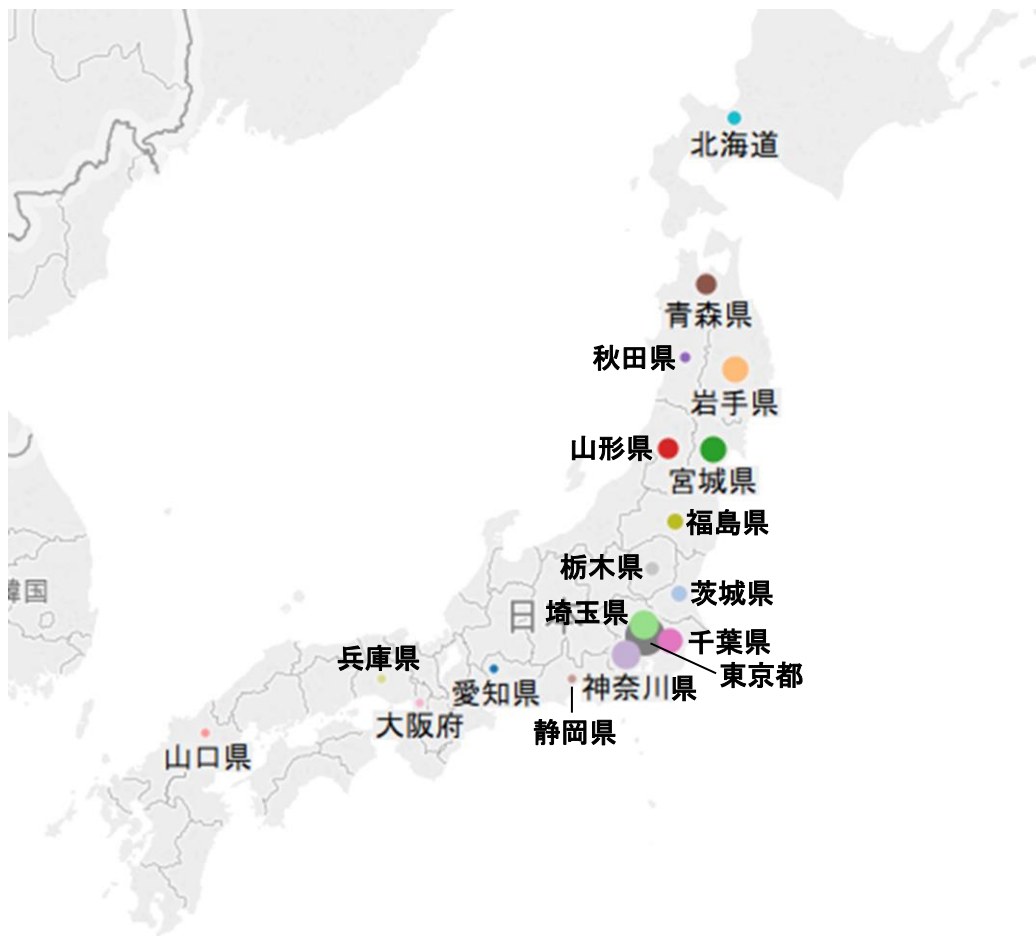 北海道
青森県
秋田県
岩手県
山形県
宮城県
福島県
栃木県
茨城県
韓国
日本
埼玉県
千葉県
東京都
兵庫県
愛知県
神奈川県
大阪府
静岡県
山口県